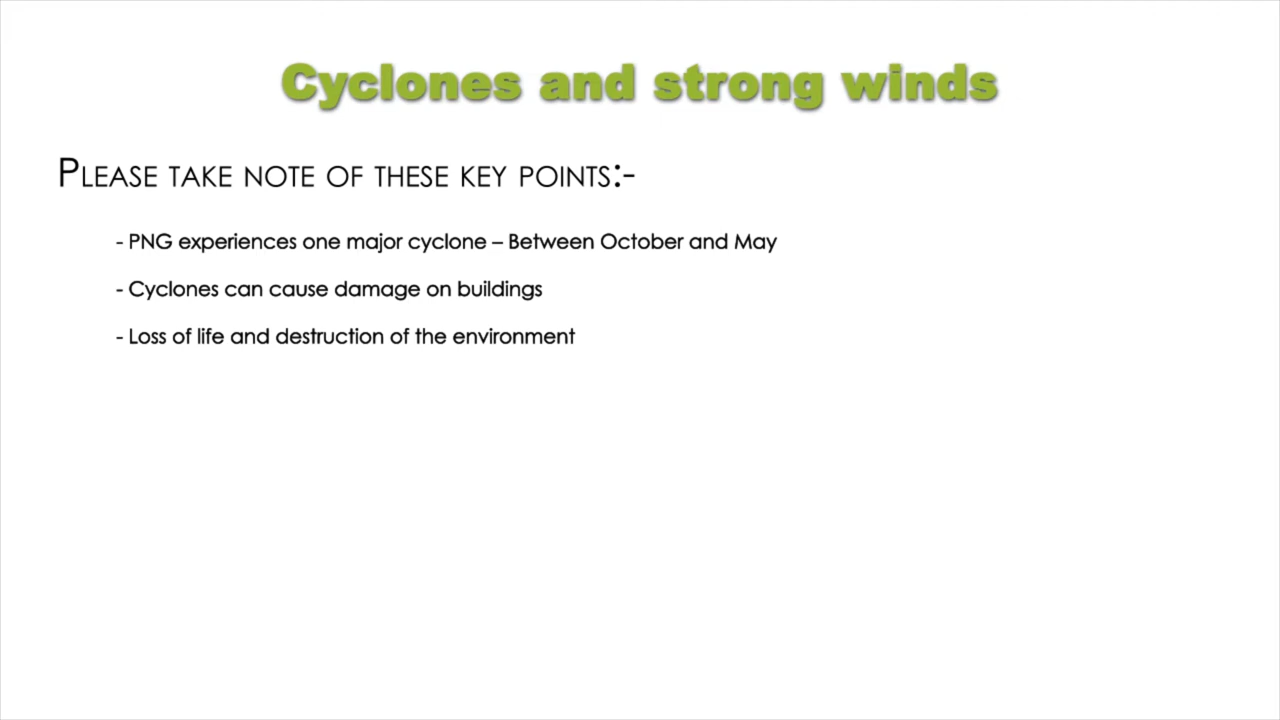 Cyclones and strong winds
Please take note of these key points:-
- PNG experiences one major cyclone – Between October and May
- Cyclones can cause damage on buildings
- Loss of life and destruction of the environment